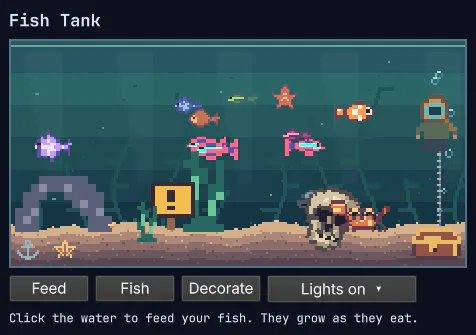 Fish Tank
!
Feed
Fish
Decorate
Lights on
Click the water to feed your fish. They grow as they eat.